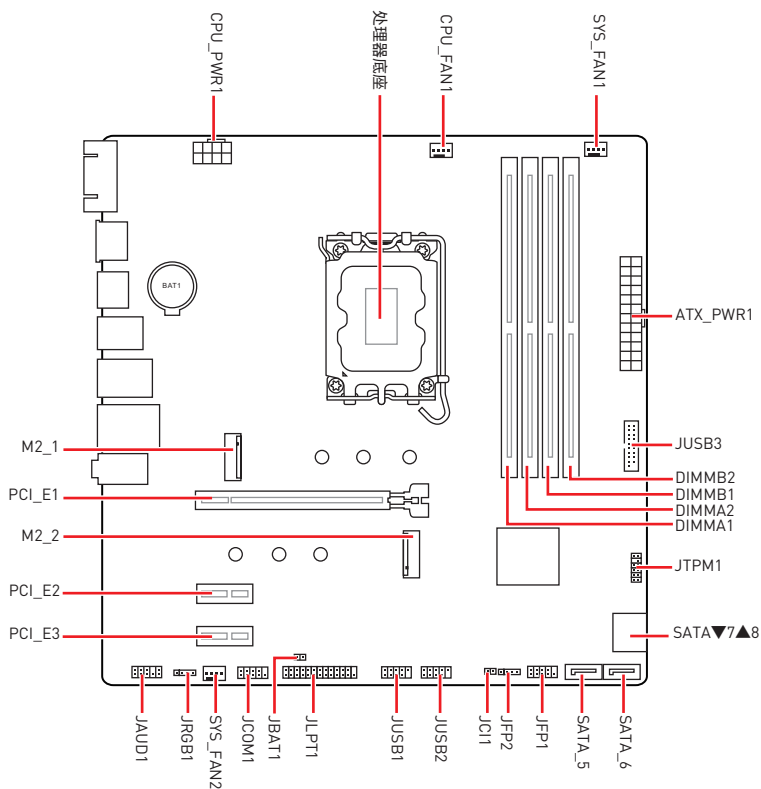 CPU_PWR1
处理器底座
CPU_FAN1
SYS_FAN1
BAT1
ATX_PWR1
JUSB3
DIMMB2
DIMMB1
DIMMA2
DIMMA1
JTPM1
SATA▼7▲8
M2_1
PCI_E1
M2_2
PCI_E2
PCI_E3
JAUD1
JRGB1
SYS_FAN2
JCOM1
JBAT1
JLPT1
JUSB1
JUSB2
JCI1
JFP2
JFP1
SATA_5
SATA_6